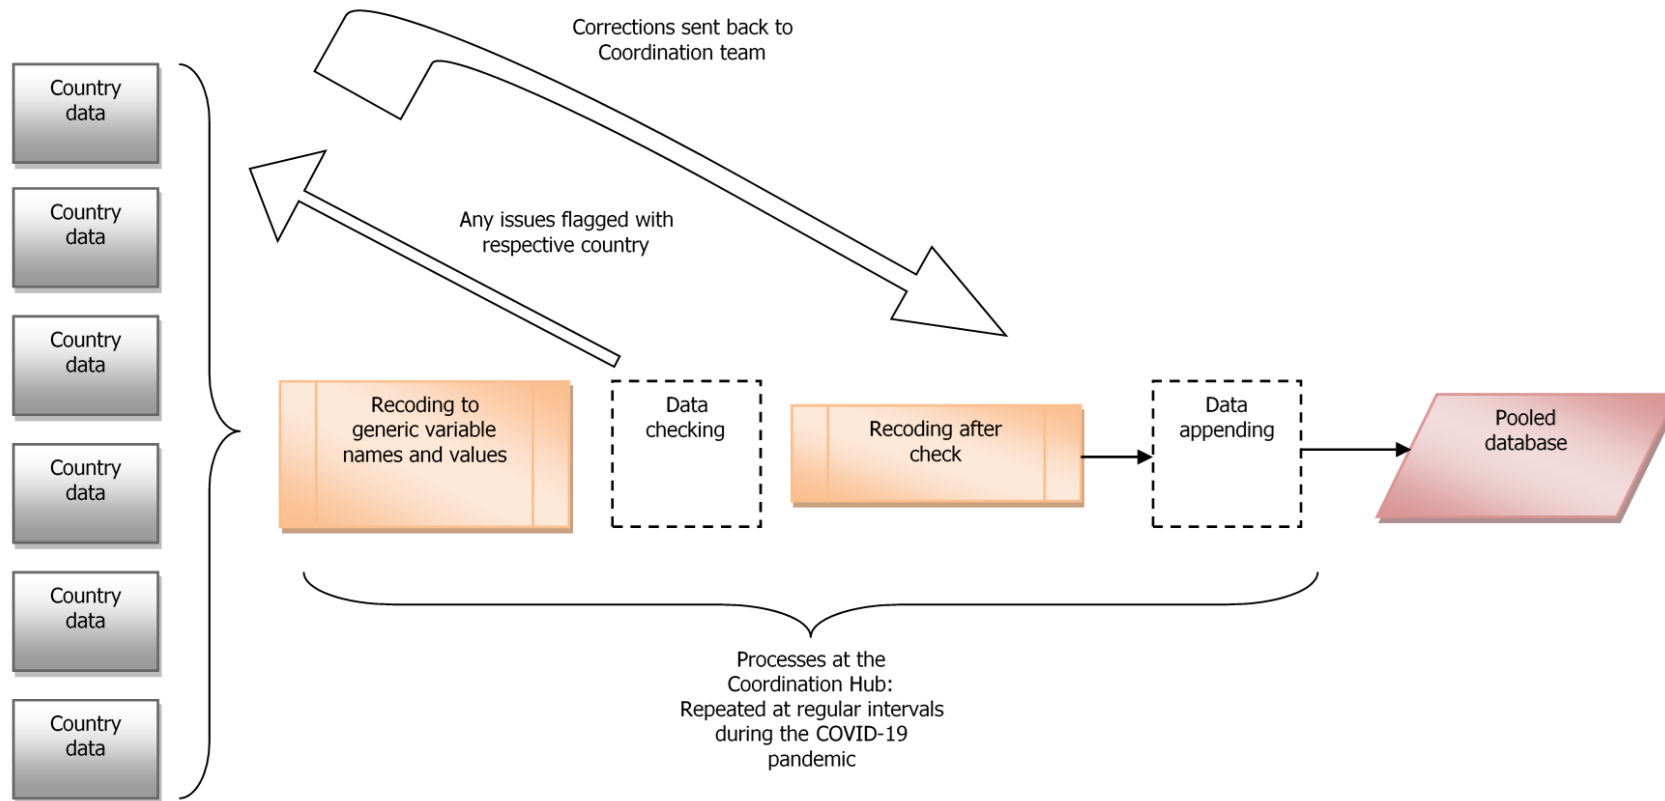 Corrections sent back to
Coordination team
Country
data
Country
data
Country
data
Country
data
Country
data
Country
data
Any issues flagged with
respective country
Recoding to
generic variable
names and values
Data
checking
Recoding after
check
Data
appending
Pooled
database
Processes at the
Coordination Hub:
Repeated at regular intervals
during the COVID-19
pandemic